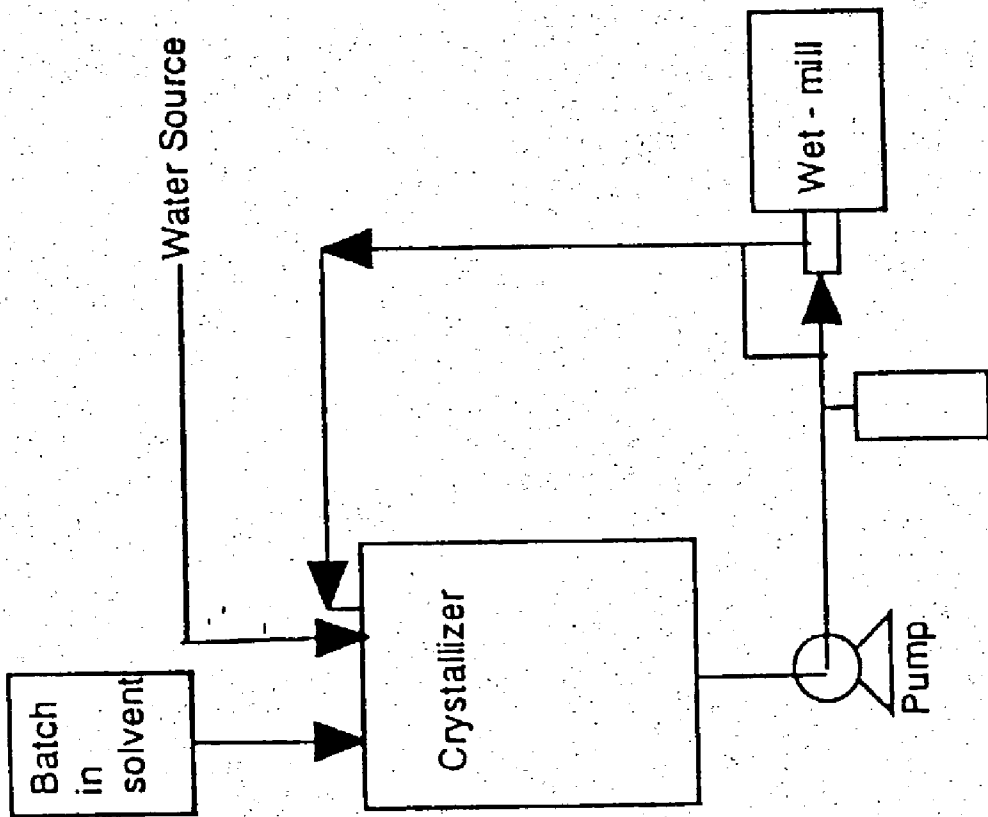 Batch
in
solvent
Water Source
Crystallizer
Wet - mill
Pump